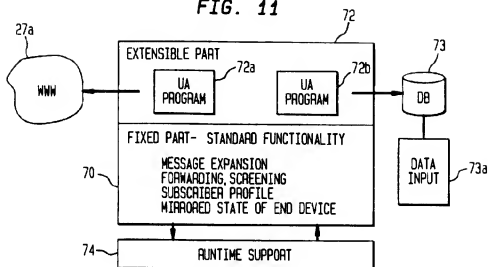 FIG. 11
27a
72
EXTENSIBLE PART
72a
72b
73
WWW
UA PROGRAM
UA PROGRAM
DB
FIXED PART- STANDARD FUNCTIONALITY
MESSAGE EXPANSION
FORWARDING, SCREENING
SUBSCRIBER PROFILE
MIRRORED STATE OF END DEVICE
70
DATA INPUT
73a
74
RUNTIME SUPPORT